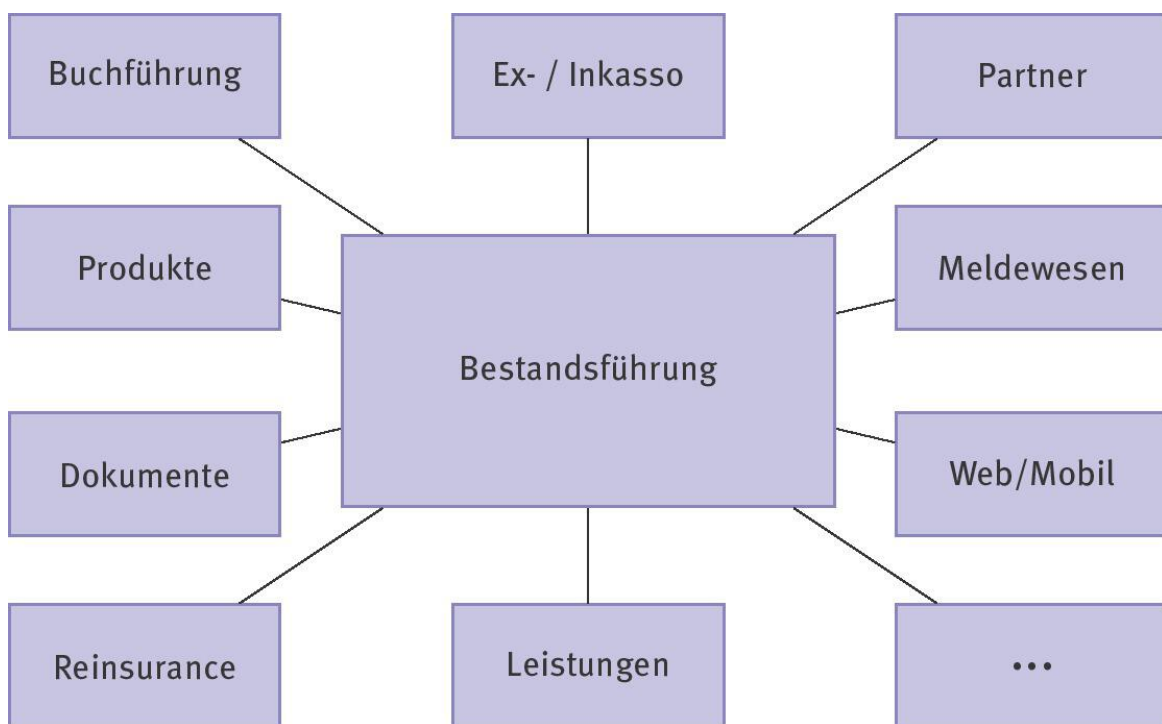 Buchführung
Ex- / Inkasso
Partner
Produkte
Meldewesen
Bestandsführung
Dokumente
Web/Mobil
Reinsurance
Leistungen
...